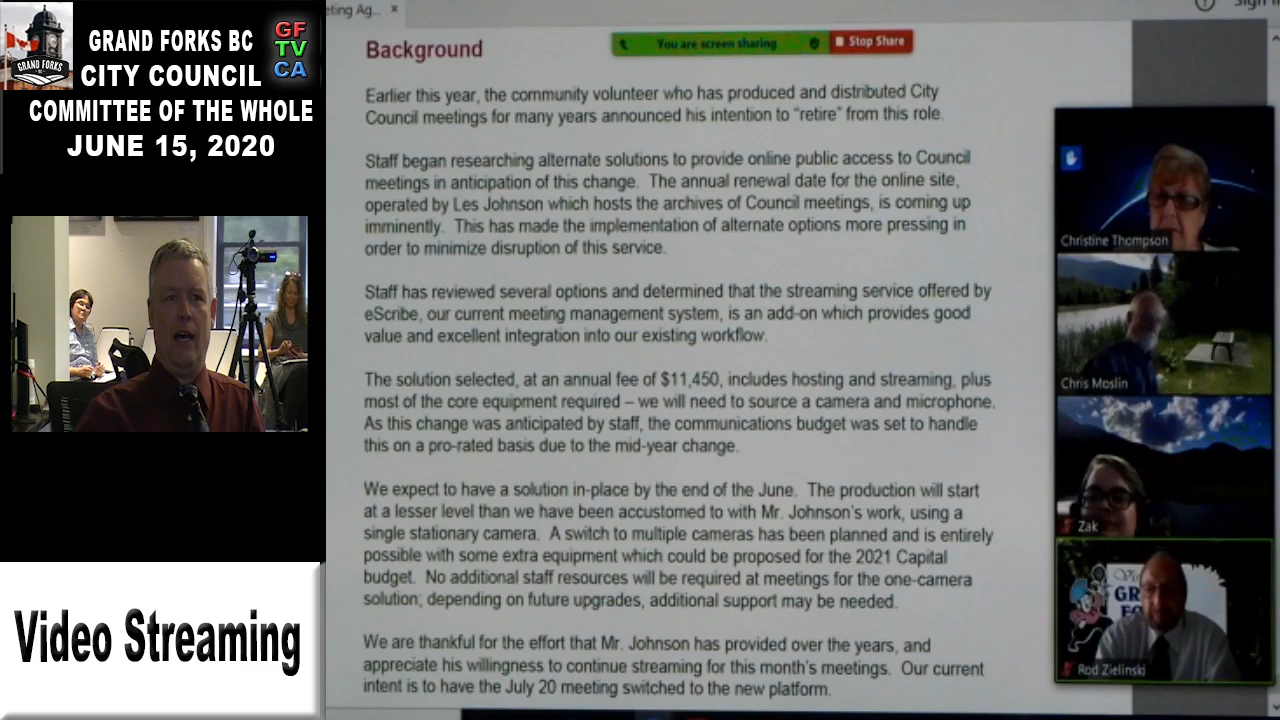 GRAND FORKS BC
CITY COUNCIL
COMMITTEE OF THE WHOLE
JUNE 15, 2020
GF
TV
CA
GRAND FORKS
Video Streaming
eting Ag... ×
Sign
You are screen sharing
Stop Share
Background
Earlier this year, the community volunteer who has produced and distributed City
Council meetings for many years announced his intention to “retire” from this role.
Staff began researching alternate solutions to provide online public access to Council
meetings in anticipation of this change. The annual renewal date for the online site,
operated by Les Johnson which hosts the archives of Council meetings, is coming up
imminently. This has made the implementation of alternate options more pressing in
order to minimize disruption of this service.
Staff has reviewed several options and determined that the streaming service offered by
eScribe, our current meeting management system, is an add-on which provides good
value and excellent integration into our existing workflow.
The solution selected, at an annual fee of $11,450, includes hosting and streaming, plus
most of the core equipment required – we will need to source a camera and microphone.
As this change was anticipated by staff, the communications budget was set to handle
this on a pro-rated basis due to the mid-year change.
We expect to have a solution in-place by the end of the June. The production will start
at a lesser level than we have been accustomed to with Mr. Johnson’s work, using a
single stationary camera. A switch to multiple cameras has been planned and is entirely
possible with some extra equipment which could be proposed for the 2021 Capital
budget. No additional staff resources will be required at meetings for the one-camera
solution; depending on future upgrades, additional support may be needed.
We are thankful for the effort that Mr. Johnson has provided over the years, and
appreciate his willingness to continue streaming for this month’s meetings. Our current
intent is to have the July 20 meeting switched to the new platform.
Christine Thompson
Chris Moslin
Zak
GR
Rod Zielinski